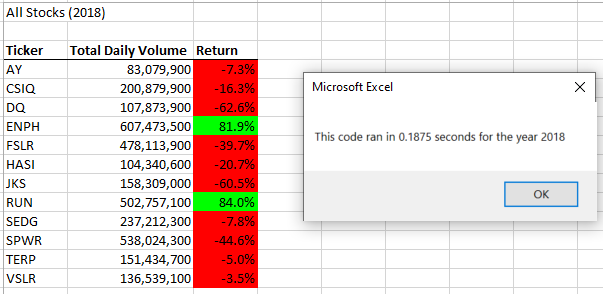 All Stocks (2018)
Ticker Total Daily Volume Return
AY 83,079,900 -7.3%
CSIQ 200,879,900 -16.3%
DQ 107,873,900 -62.6%
ENPH 607,473,500 81.9%
FSLR 478,113,900 -39.7%
HASI 104,340,600 -20.7%
JKS 158,309,000 -60.5%
RUN 502,757,100 84.0%
SEDG 237,212,300 -7.8%
SPWR 538,024,300 -44.6%
TERP 151,434,700 -5.0%
VSLR 136,539,100 -3.5%
Microsoft Excel
This code ran in 0.1875 seconds for the year 2018
OK